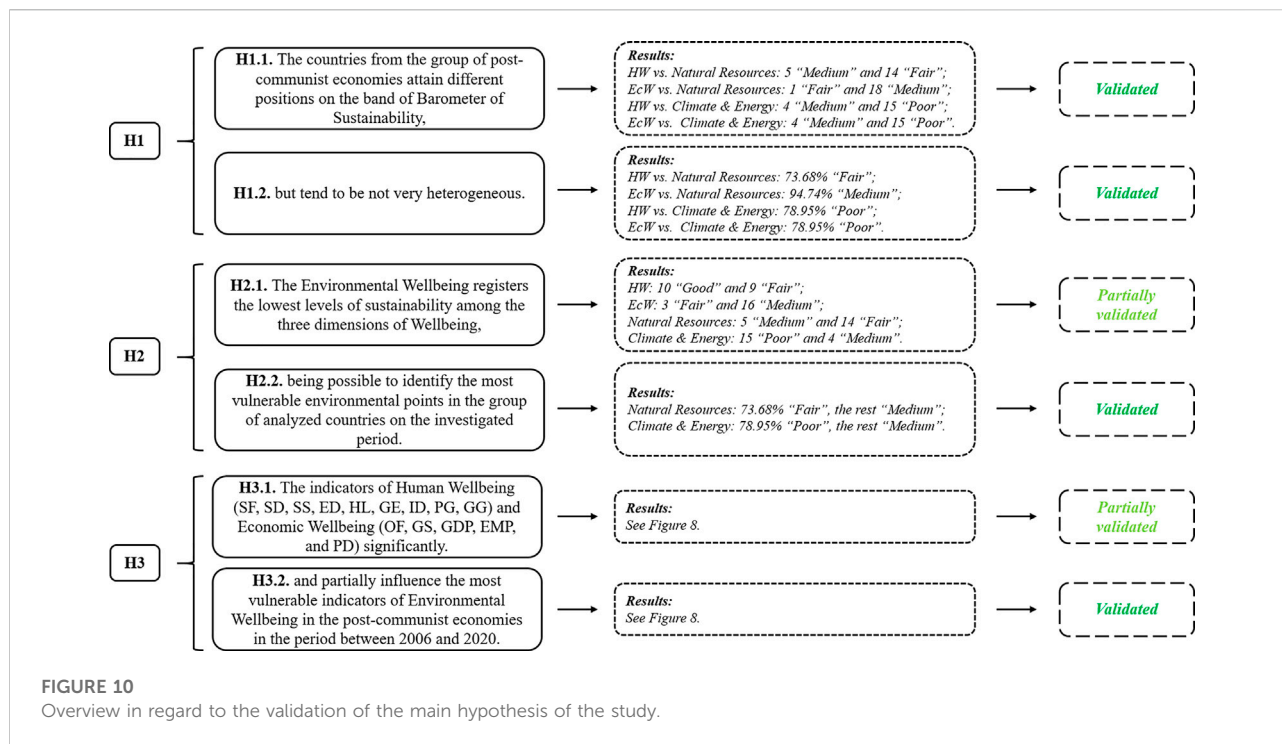 H1
H1.1. The countries from the group of post-
communist economies attain different
positions on the band of Barometer of
Sustainability,
Results:
HW vs. Natural Resources: 5 “Medium” and 14 “Fair”;
EcW vs. Natural Resources: 1 “Fair” and 18 “Medium”;
HW vs. Climate & Energy: 4 “Medium” and 15 “Poor”;
EcW vs. Climate & Energy: 4 “Medium” and 15 “Poor”.
Validated
H1.2. but tend to be not very heterogeneous.
Results:
HW vs. Natural Resources: 73.68% “Fair”;
EcW vs. Natural Resources: 94.74% “Medium”;
HW vs. Climate & Energy: 78.95% “Poor”;
EcW vs. Climate & Energy: 78.95% “Poor”.
Validated
H2
H2.1. The Environmental Wellbeing registers
the lowest levels of sustainability among the
three dimensions of Wellbeing,
Results:
HW: 10 “Good” and 9 “Fair”;
EcW: 3 “Fair” and 16 “Medium”;
Natural Resources: 5 “Medium” and 14 “Fair”;
Climate & Energy: 15 “Poor” and 4 “Medium”.
Partially
validated
H2.2. being possible to identify the most
vulnerable environmental points in the group
of analyzed countries on the investigated
period.
Results:
Natural Resources: 73.68% “Fair”, the rest “Medium”;
Climate & Energy: 78.95% “Poor”, the rest “Medium”.
Validated
H3
H3.1. The indicators of Human Wellbeing
(SF, SD, SS, ED, HL, GE, ID, PG, GG) and
Economic Wellbeing (OF, GS, GDP, EMP,
and PD) significantly.
Results:
See Figure 8.
Partially
validated
H3.2. and partially influence the most
vulnerable indicators of Environmental
Wellbeing in the post-communist economies
in the period between 2006 and 2020.
Results:
See Figure 8.
Validated
FIGURE 10
Overview in regard to the validation of the main hypothesis of the study.